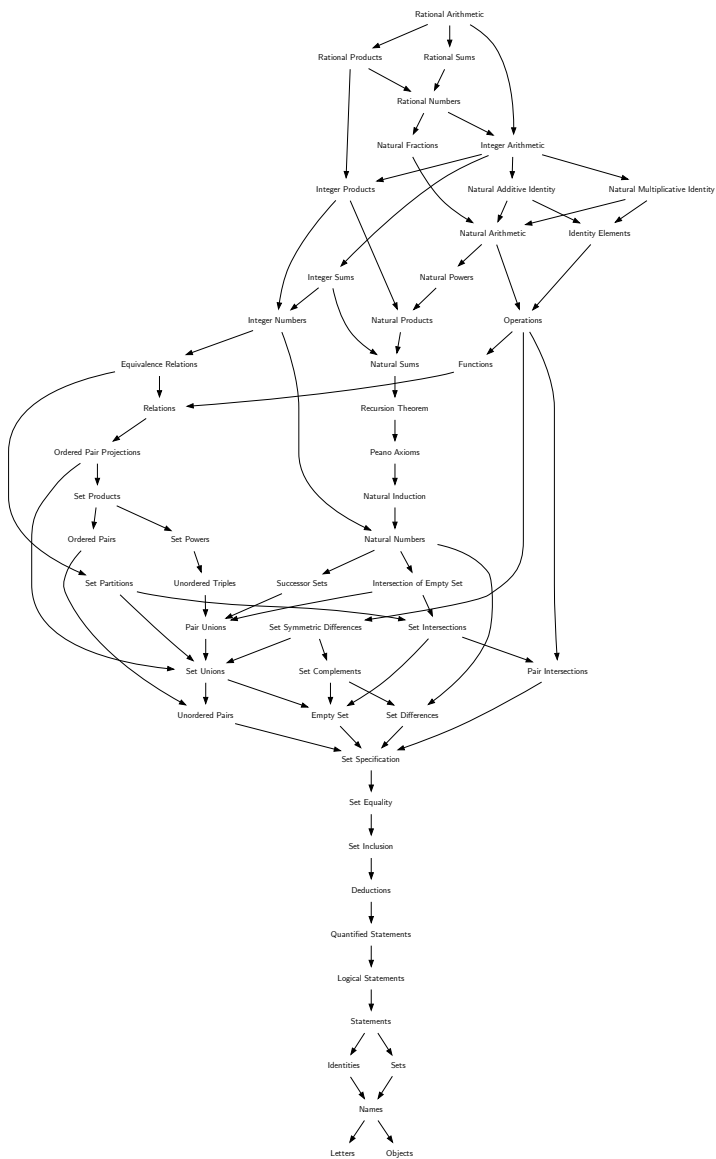 Rational Arithmetic
Rational Products
Rational Sums
Rational Numbers
Natural Fractions
Integer Arithmetic
Integer Products
Natural Additive Identity
Natural Multiplicative Identity
Natural Arithmetic
Identity Elements
Integer Sums
Natural Powers
Integer Numbers
Natural Products
Operations
Equivalence Relations
Natural Sums
Functions
Relations
Recursion Theorem
Ordered Pair Projections
Peano Axioms
Set Products
Natural Induction
Ordered Pairs
Set Powers
Natural Numbers
Set Partitions
Unordered Triples
Successor Sets
Intersection of Empty Set
Pair Unions
Set Symmetric Differences
Set Intersections
Set Unions
Set Complements
Pair Intersections
Unordered Pairs
Empty Set
Set Differences
Set Specification
Set Equality
Set Inclusion
Deductions
Quantified Statements
Logical Statements
Statements
Identities
Sets
Names
Letters
Objects